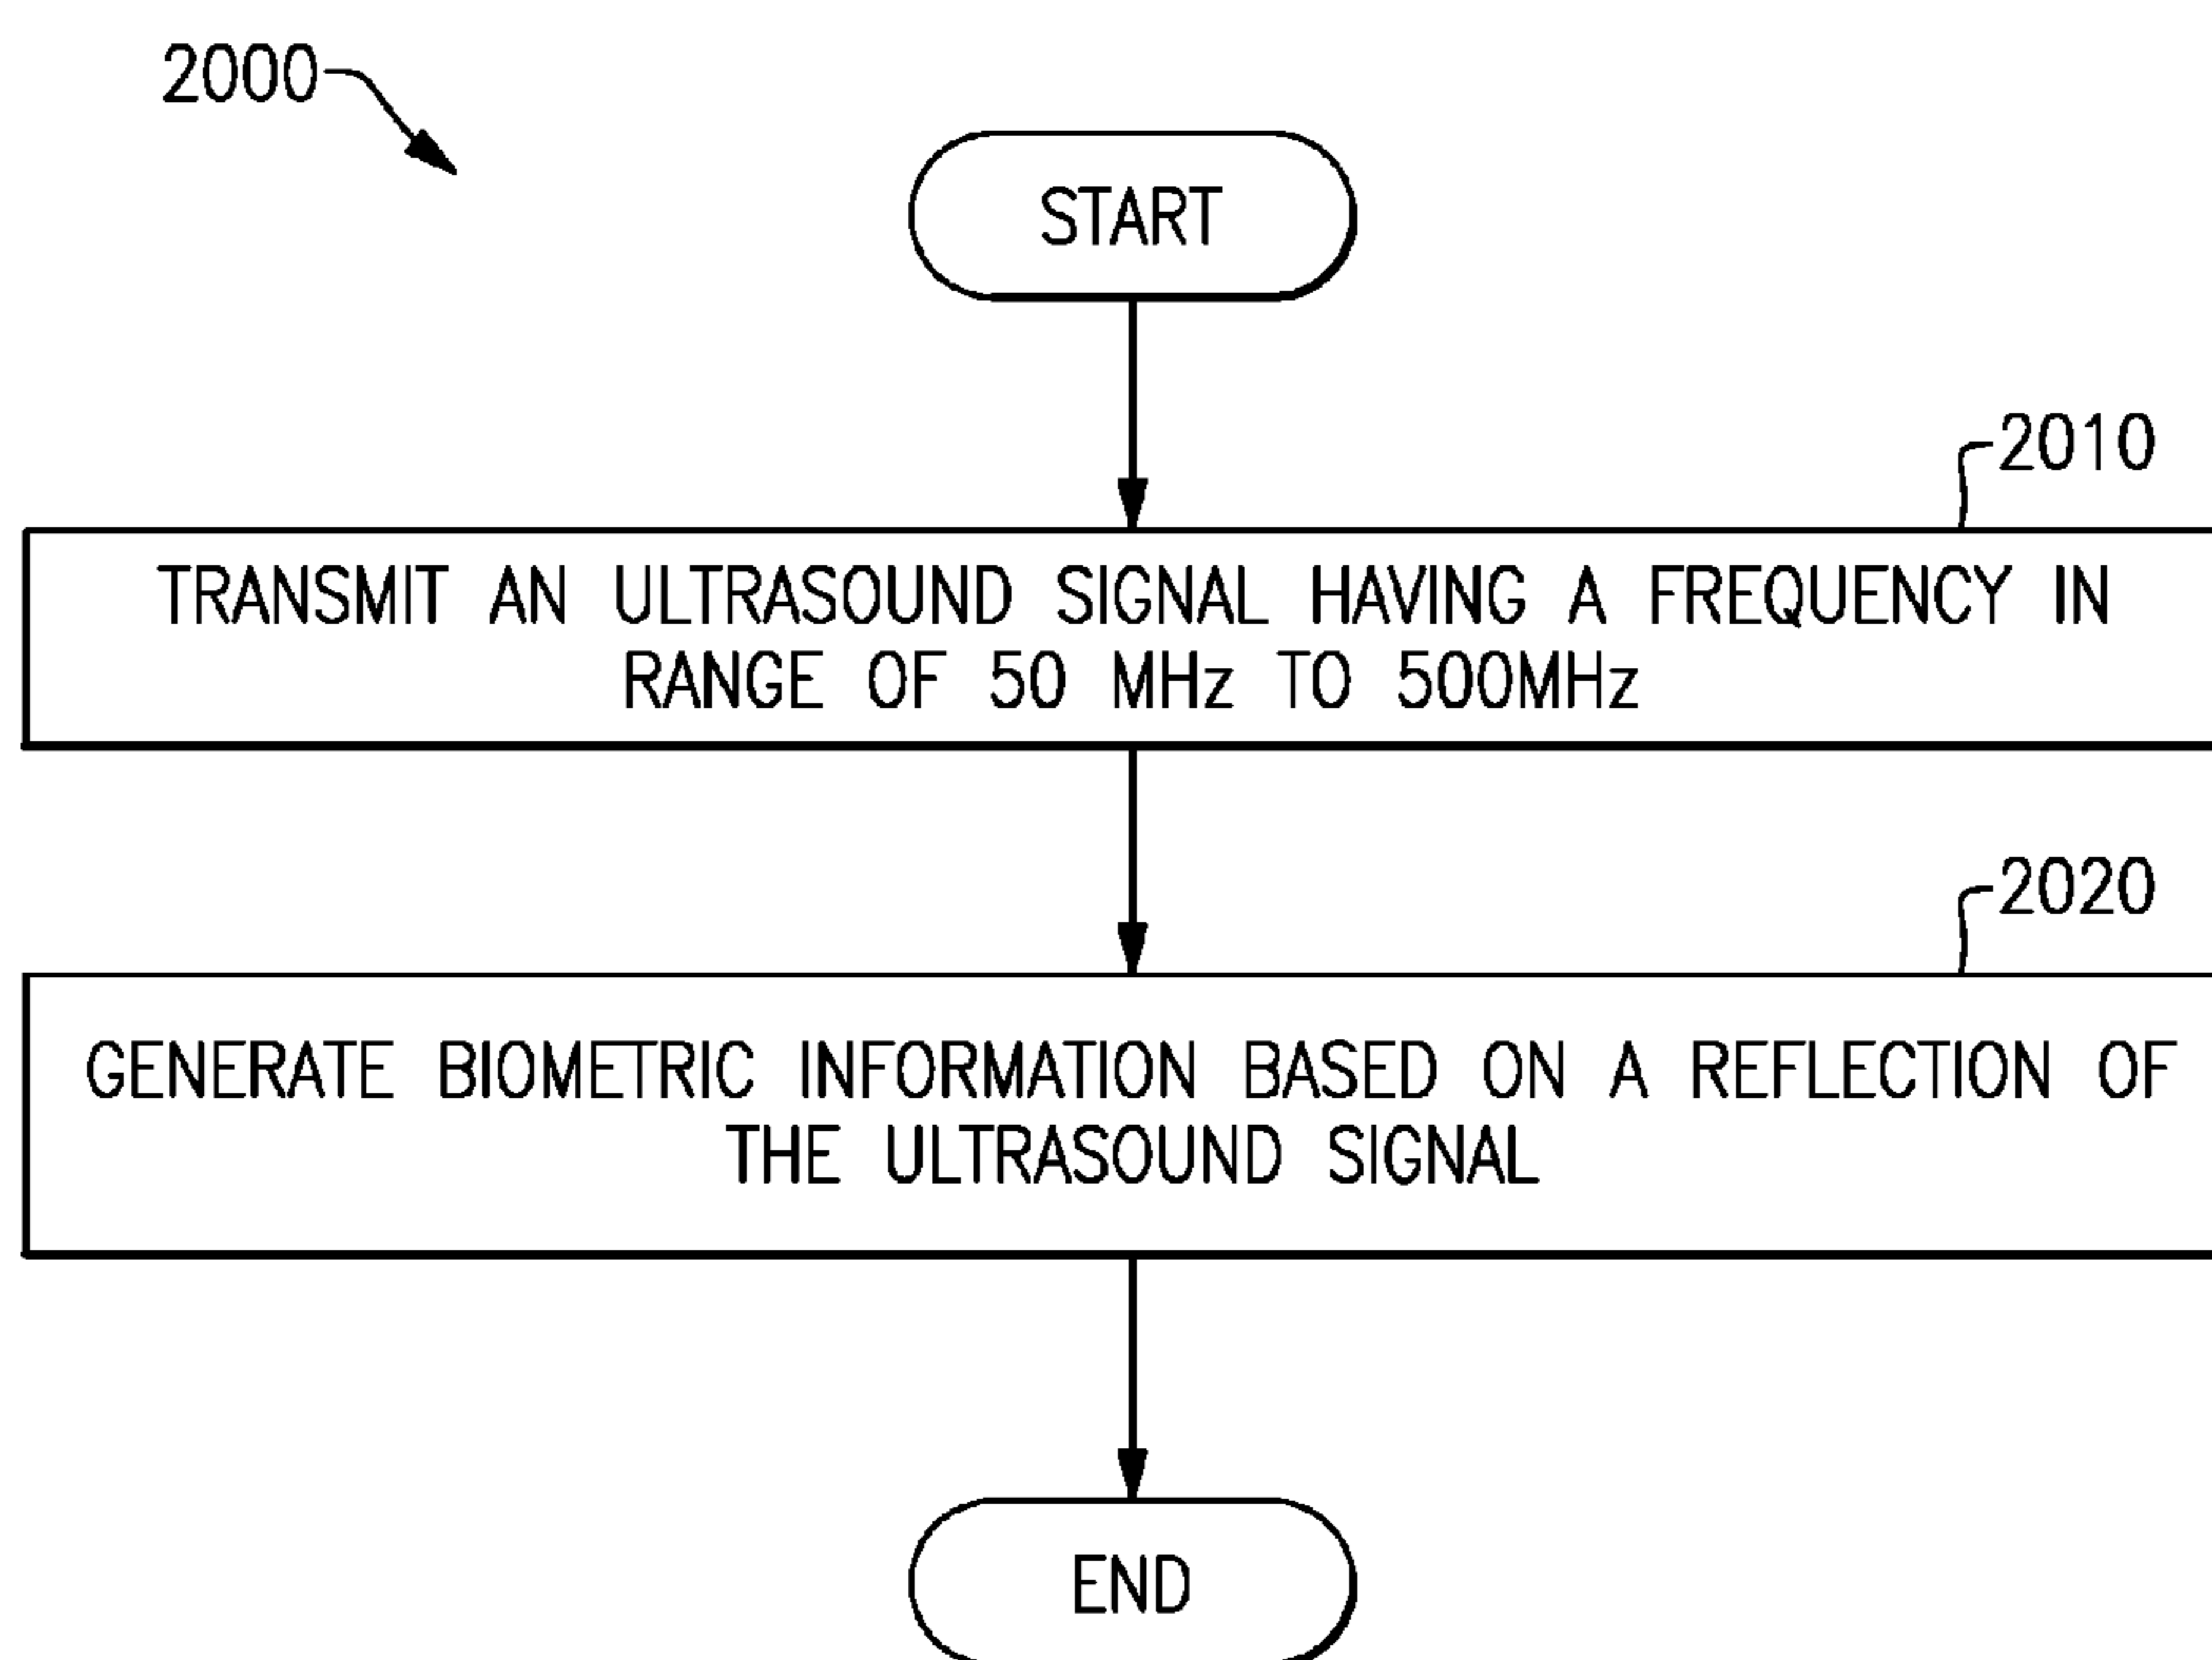 2000
START
2010
TRANSMIT AN ULTRASOUND SIGNAL HAVING A FREQUENCY IN
RANGE OF 50 MHz TO 500MHz
2020
GENERATE BIOMETRIC INFORMATION BASED ON A REFLECTION OF
THE ULTRASOUND SIGNAL
END